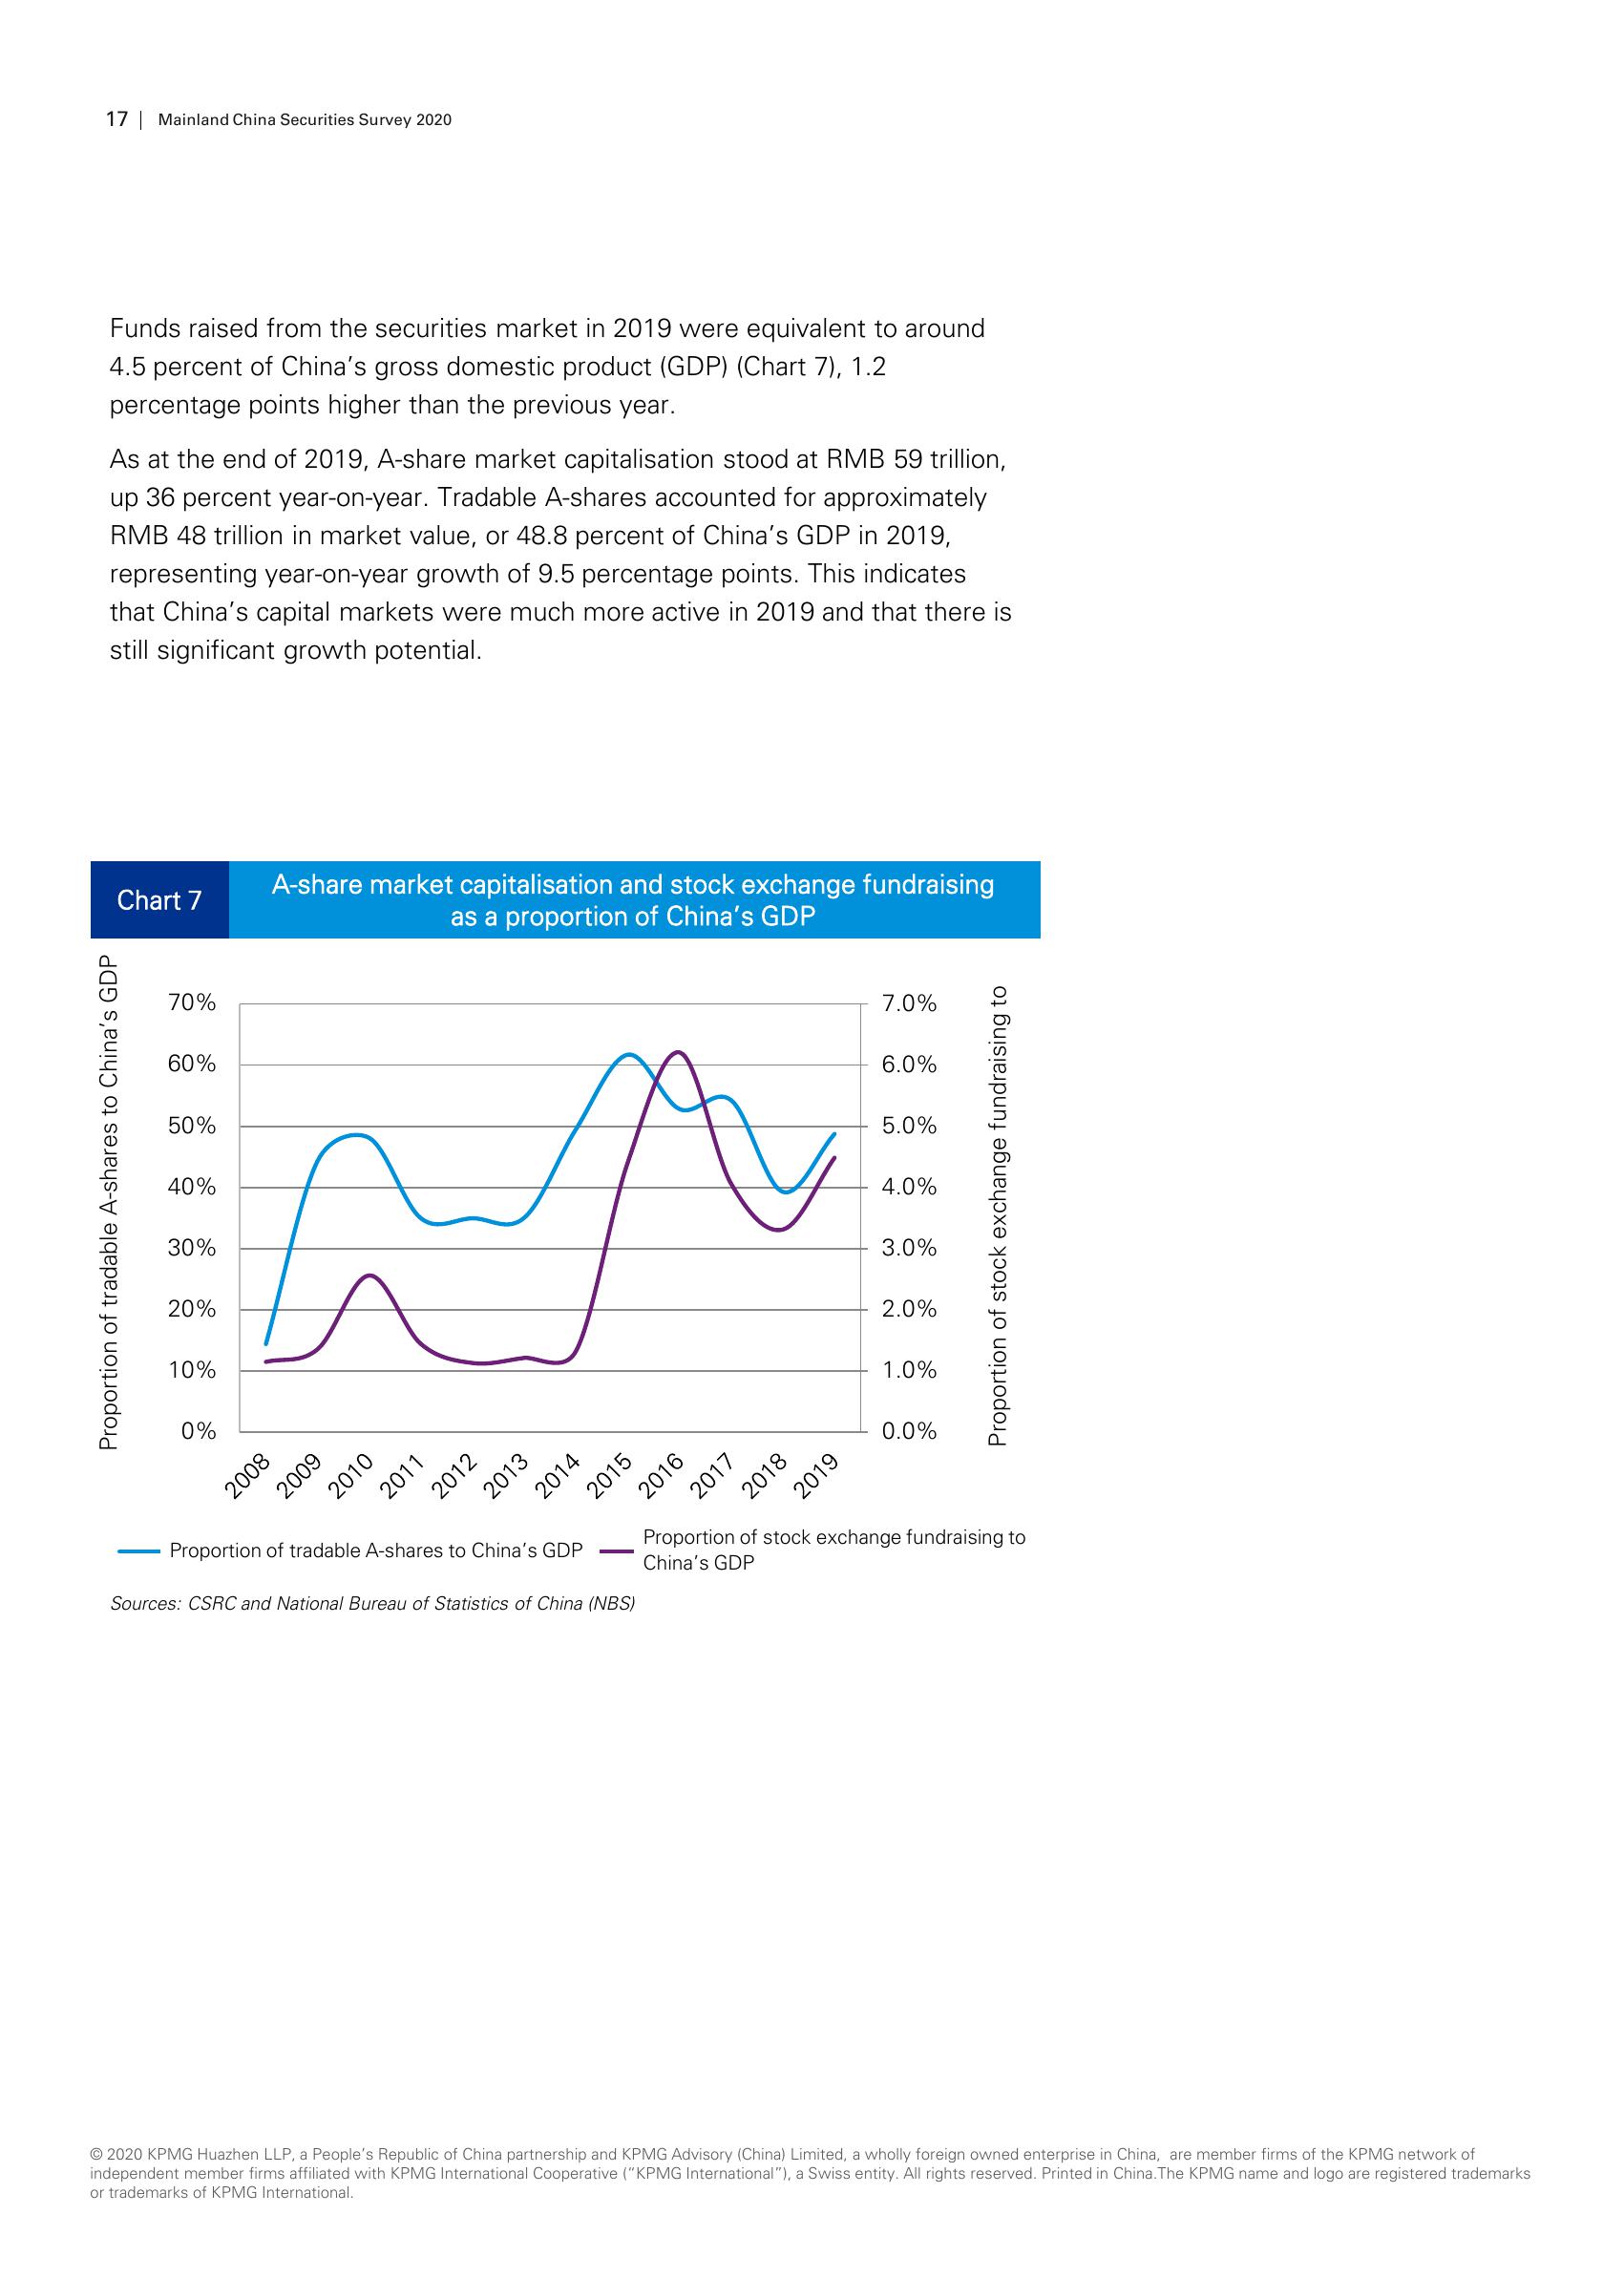 17 | Mainland China Securities Survey 2020
Funds raised from the securities market in 2019 were equivalent to around
4.5 percent of China's gross domestic product (GDP) (Chart 7), 1.2
percentage points higher than the previous year.
As at the end of 2019, A-share market capitalisation stood at RMB 59 trillion,
up 36 percent year-on-year. Tradable A-shares accounted for approximately
RMB 48 trillion in market value, or 48.8 percent of China's GDP in 2019,
representing year-on-year growth of 9.5 percentage points. This indicates
that China's capital markets were much more active in 2019 and that there is
still significant growth potential.
Chart 7
A-share market capitalisation and stock exchange fundraising
as a proportion of China's GDP
Proportion of tradable A-shares to China's GDP
70%
60%
50%
40%
30%
20%
10%
0%
7.0%
6.0%
5.0%
4.0%
3.0%
2.0%
1.0%
0.0%
Proportion of stock exchange fundraising to
2008 2009 2010 2011 2012 2013 2014 2015 2016 2017 2018 2019
Proportion of tradable A-shares to China's GDP
Proportion of stock exchange fundraising to
China's GDP
Sources: CSRC and National Bureau of Statistics of China (NBS)
© 2020 KPMG Huazhen LLP, a People's Republic of China partnership and KPMG Advisory (China) Limited, a wholly foreign owned enterprise in China, are member firms of the KPMG network of
independent member firms affiliated with KPMG International Cooperative ("KPMG International"), a Swiss entity. All rights reserved. Printed in China.The KPMG name and logo are registered trademarks
or trademarks of KPMG International.